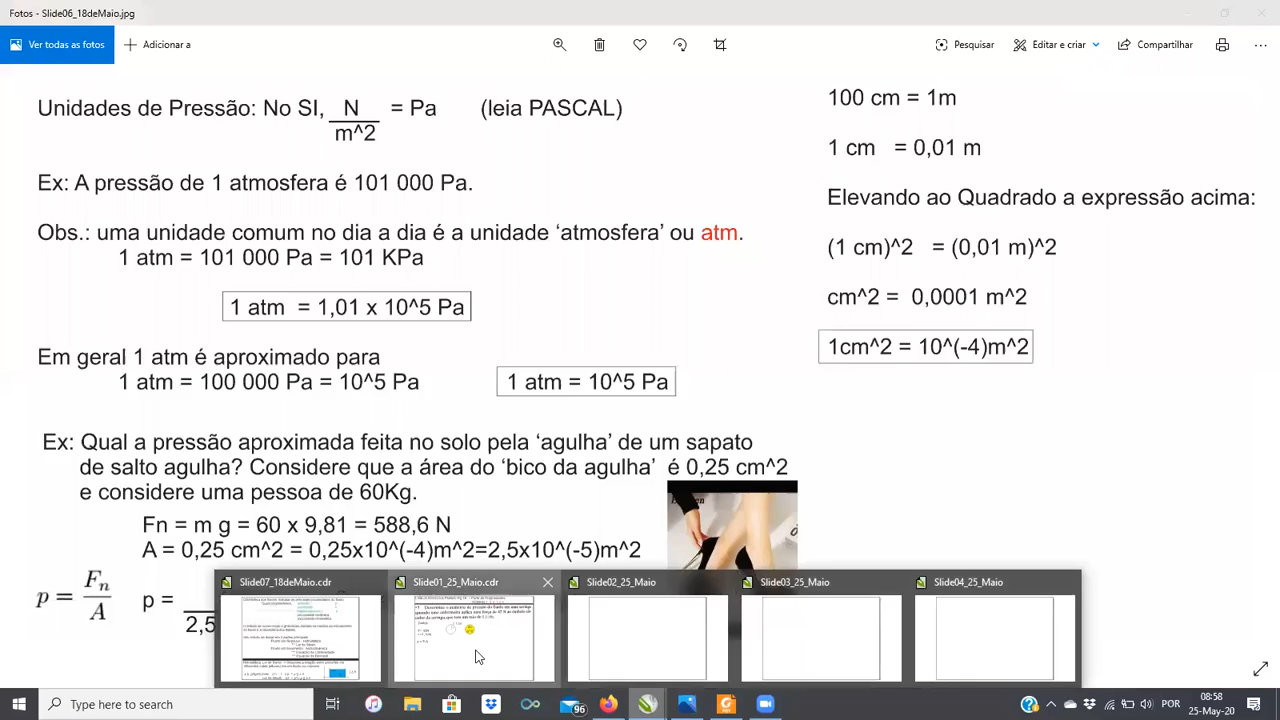 Fotos - Slide06_18deMaio.jpg
Ver todas as fotos
Adicionar a
Pesquisar
Editar e criar
Compartilhar
Unidades de Pressão: No SI, N = Pa (leia PASCAL)
m^2
Ex: A pressão de 1 atmosfera é 101 000 Pa.
Obs.: uma unidade comum no dia a dia é a unidade ‘atmosfera’ ou atm.
1 atm = 101 000 Pa = 101 KPa
1 atm = 1,01 x 10^5 Pa
Em geral 1 atm é aproximado para
1 atm = 100 000 Pa = 10^5 Pa
1 atm = 10^5 Pa
Ex: Qual a pressão aproximada feita no solo pela ‘agulha’ de um sapato
de salto agulha? Considere que a área do ‘bico da agulha’ é 0,25 cm^2
e considere uma pessoa de 60Kg.
Fn = m g = 60 x 9,81 = 588,6 N
A = 0,25 cm^2 = 0,25x10^(-4)m^2=2,5x10^(-5)m^2
p = Fn
A
p =
2,5
100 cm = 1m
1 cm = 0,01 m
Elevando ao Quadrado a expressão acima:
(1 cm)^2 = (0,01 m)^2
cm^2 = 0,0001 m^2
1cm^2 = 10^(-4)m^2
Slide07_18deMaio.cdr
Slide01_25_Maio.cdr
Slide02_25_Maio
Slide03_25_Maio
Slide04_25_Maio
Type here to search
96
POR
08:58
25-May-20